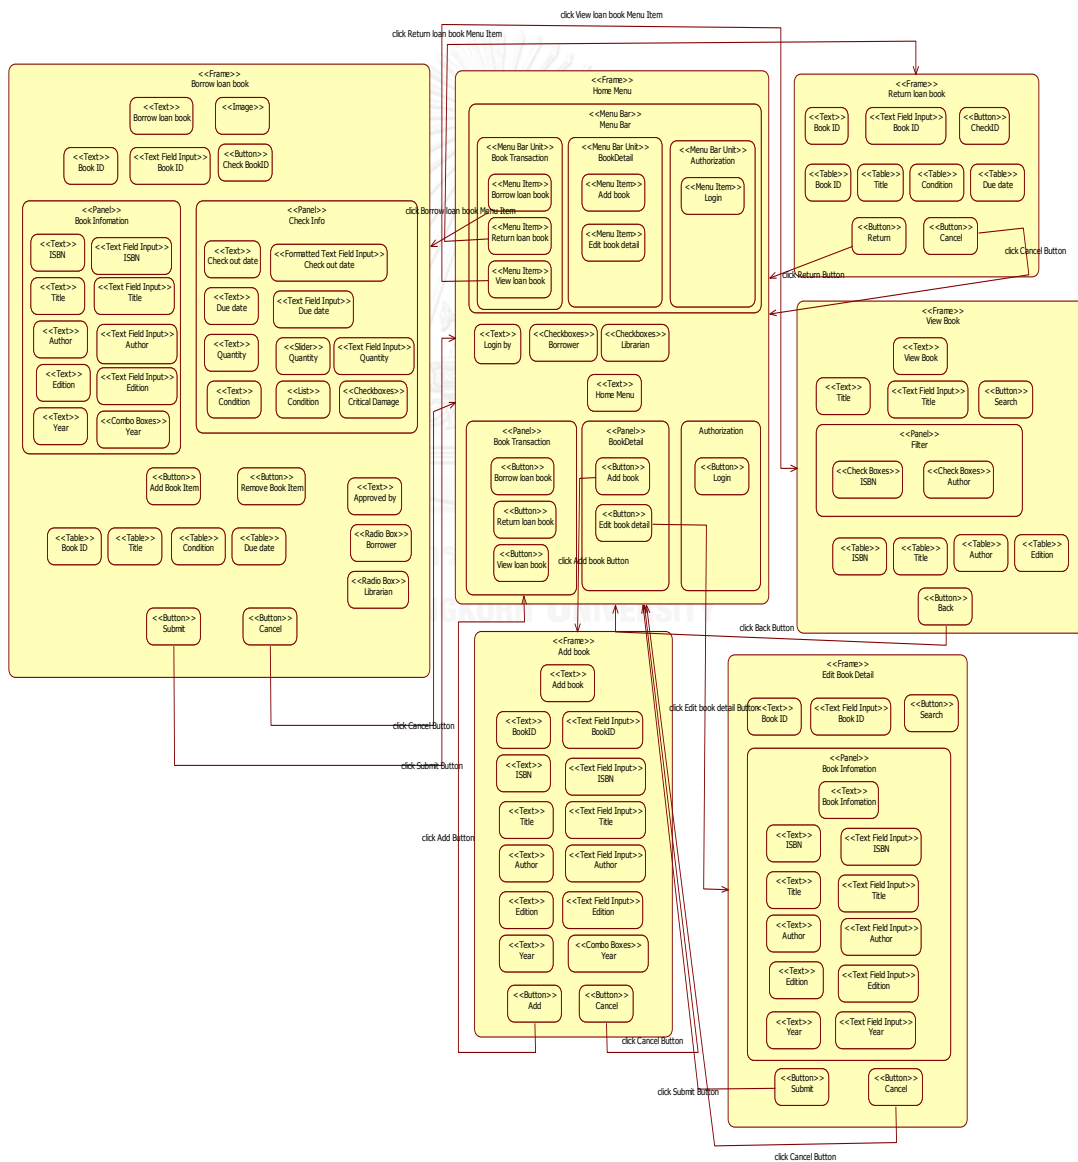 click View loan book Menu Item
click Return loan book Menu Item
<<Frame>>
Borrow loan book
<<Text>>
Borrow loan book
<<Image>>
<<Text>>
Book ID
<<Text Field Input>>
Book ID
<<Button>>
Check BookID
<<Panel>>
Book Infomation
<<Text>>
ISBN
<<Text Field Input>>
ISBN
<<Text>>
Title
<<Text Field Input>>
Title
<<Text>>
Author
<<Text Field Input>>
Author
<<Text>>
Edition
<<Text Field Input>>
Edition
<<Text>>
Year
<<Combo Boxes>>
Year
<<Panel>>
Check Info
<<Text>>
Check out date
<<Formatted Text Field Input>>
Check out date
<<Text>>
Due date
<<Text Field Input>>
Due date
<<Text>>
Quantity
<<Slider>>
Quantity
<<Text Field Input>>
Quantity
<<Text>>
Condition
<<List>>
Condition
<<Checkboxes>>
Critical Damage
<<Button>>
Add Book Item
<<Button>>
Remove Book Item
<<Text>>
Approved by
<<Table>>
Book ID
<<Table>>
Title
<<Table>>
Condition
<<Table>>
Due date
<<Radio Box>>
Borrower
<<Radio Box>>
Librarian
<<Button>>
Submit
<<Button>>
Cancel
click Borrow loan book Menu Item
click Cancel Button
click Submit Button
<<Frame>>
Home Menu
<<Menu Bar>>
Menu Bar
<<Menu Bar Unit>>
Book Transaction
<<Menu Item>>
Borrow loan book
<<Menu Item>>
Return loan book
<<Menu Item>>
View loan book
<<Menu Bar Unit>>
BookDetail
<<Menu Item>>
Add book
<<Menu Item>>
Edit book detail
<<Menu Bar Unit>>
Authorization
<<Menu Item>>
Login
<<Text>>
Login by
<<Checkboxes>>
Borrower
<<Checkboxes>>
Librarian
<<Text>>
Home Menu
<<Panel>>
Book Transaction
<<Button>>
Borrow loan book
<<Button>>
Return loan book
<<Button>>
View loan book
<<Panel>>
BookDetail
<<Button>>
Add book
<<Button>>
Edit book detail
Authorization
<<Button>>
Login
click Add book Button
UNIVERSITY
<<Frame>>
Return loan book
<<Text>>
Book ID
<<Text Field Input>>
Book ID
<<Button>>
CheckID
<<Table>>
Book ID
<<Table>>
Title
<<Table>>
Condition
<<Table>>
Due date
<<Button>>
Return
<<Button>>
Cancel
click Cancel Button
click Return Button
<<Frame>>
View Book
<<Text>>
View Book
<<Text>>
Title
<<Text Field Input>>
Title
<<Button>>
Search
<<Panel>>
Filter
<<Check Boxes>>
ISBN
<<Check Boxes>>
Author
<<Table>>
ISBN
<<Table>>
Title
<<Table>>
Author
<<Table>>
Edition
<<Button>>
Back
click Back Button
<<Frame>>
Add book
<<Text>>
Add book
<<Text>>
BookID
<<Text Field Input>>
BookID
<<Text>>
ISBN
<<Text Field Input>>
ISBN
<<Text>>
Title
<<Text Field Input>>
Title
<<Text>>
Author
<<Text Field Input>>
Author
<<Text>>
Edition
<<Text Field Input>>
Edition
<<Text>>
Year
<<Combo Boxes>>
Year
<<Button>>
Add
<<Button>>
Cancel
click Add Button
click Cancel Button
click Edit book detail Button
<<Frame>>
Edit Book Detail
<<Text>>
Book ID
<<Text Field Input>>
Book ID
<<Button>>
Search
<<Panel>>
Book Infomation
<<Text>>
Book Infomation
<<Text>>
ISBN
<<Text Field Input>>
ISBN
<<Text>>
Title
<<Text Field Input>>
Title
<<Text>>
Author
<<Text Field Input>>
Author
<<Text>>
Edition
<<Text Field Input>>
Edition
<<Text>>
Year
<<Text Field Input>>
Year
<<Button>>
Submit
<<Button>>
Cancel
click Submit Button
click Cancel Button